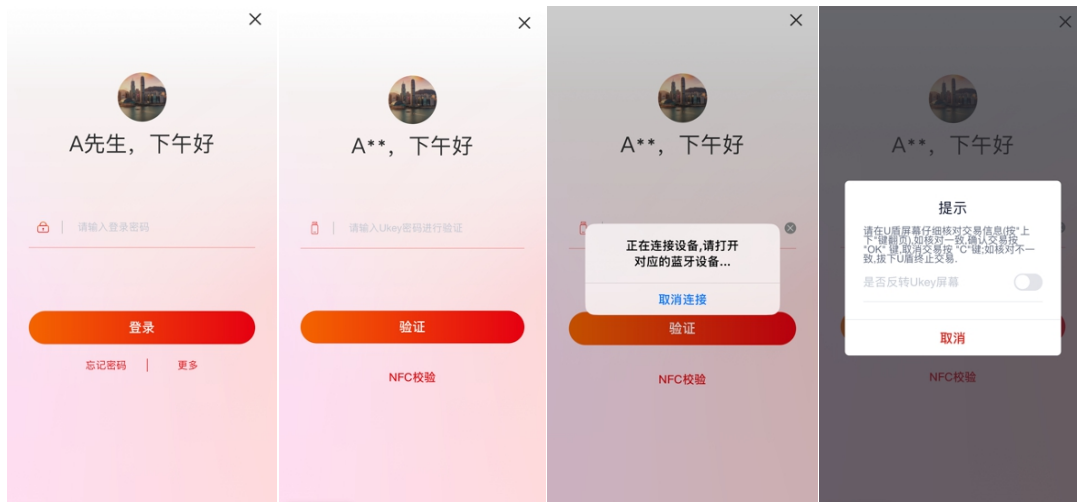 A先生，下午好
请输入登录密码
登录
忘记密码
更多
A**，下午好
请输入Ukey密码进行验证
验证
NFC校验
A**，下午好
正在连接设备,请打开
对应的蓝牙设备...
取消连接
验证
NFC校验
A**，下午好
提示
请在U盾屏幕仔细核对交易信息(按"上
下"键翻页),如核对一致,确认交易按
"OK" 键,取消交易按 "C"键;如核对不一
致,拔下U盾终止交易.
是否反转Ukey屏幕
取消
NFC校验